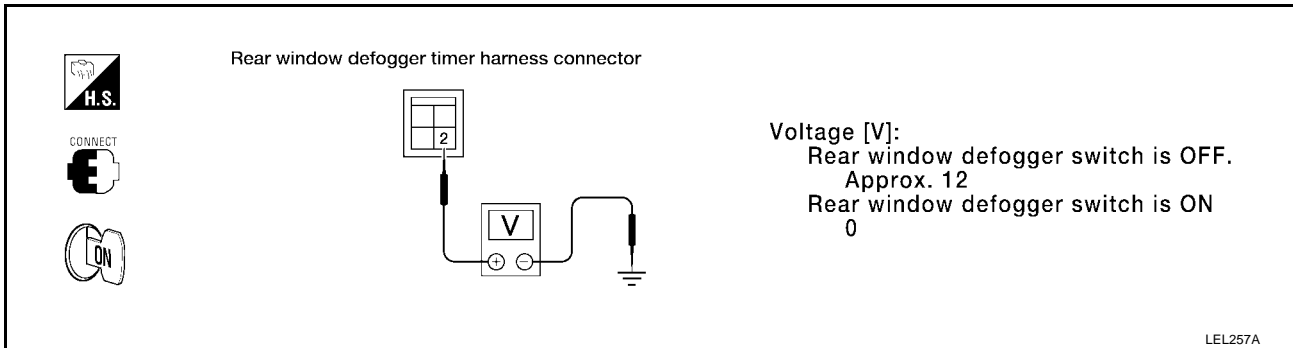 Rear window defogger timer harness connector
H.S.
CONNECT
ON
2
V
+ −
Voltage [V]:
Rear window defogger switch is OFF.
Approx. 12
Rear window defogger switch is ON
0
LEL257A